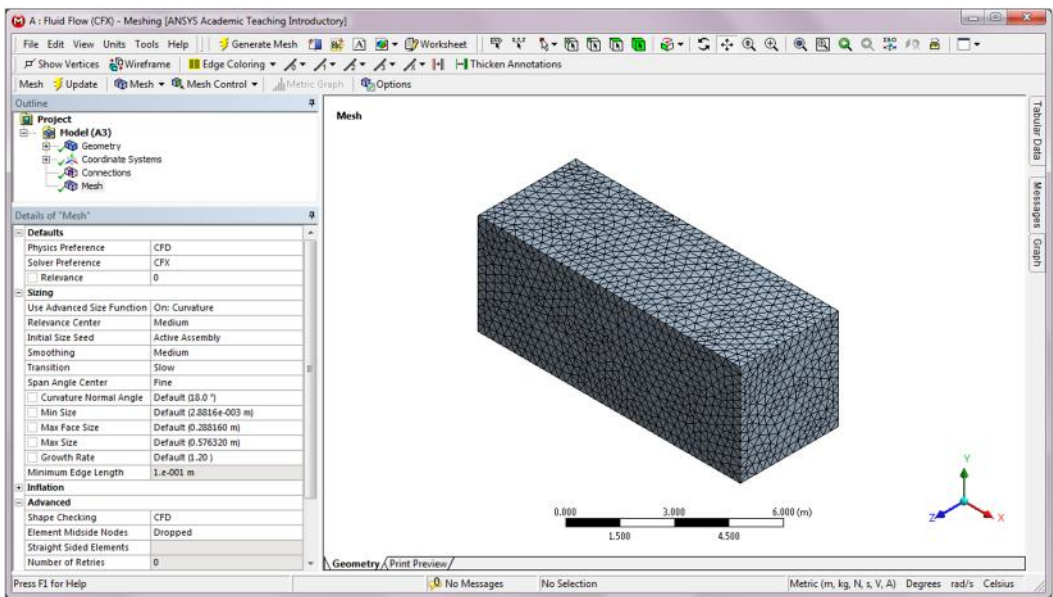 A : Fluid Flow (CFX) - Meshing [ANSYS Academic Teaching Introductory]
File Edit View Units Tools Help Generate Mesh Worksheet
Show Vertices Wireframe Edge Coloring Thicken Annotations
Mesh Update Mesh Mesh Control Metric Graph Options
Outline
Project
Model (A3)
Geometry
Coordinate Systems
Connections
Mesh
Details of "Mesh"
Defaults
Physics Preference CFD
Solver Preference CFX
Relevance 0
Sizing
Use Advanced Size Function On: Curvature
Relevance Center Medium
Initial Size Seed Active Assembly
Smoothing Medium
Transition Slow
Span Angle Center Fine
Curvature Normal Angle Default (18.0 °)
Min Size Default (2.8816e-003 m)
Max Face Size Default (0.288160 m)
Max Size Default (0.576320 m)
Growth Rate Default (1.20 )
Minimum Edge Length 1.e-001 m
Inflation
Advanced
Shape Checking CFD
Element Midside Nodes Dropped
Straight Sided Elements
Number of Retries 0
Mesh
0.000 3.000 6.000 (m)
1.500 4.500
Y
Z X
Geometry Print Preview
Tabular Data
Messages
Graph
Press F1 for Help 0 No Messages No Selection Metric (m, kg, N, s, V, A) Degrees rad/s Celsius